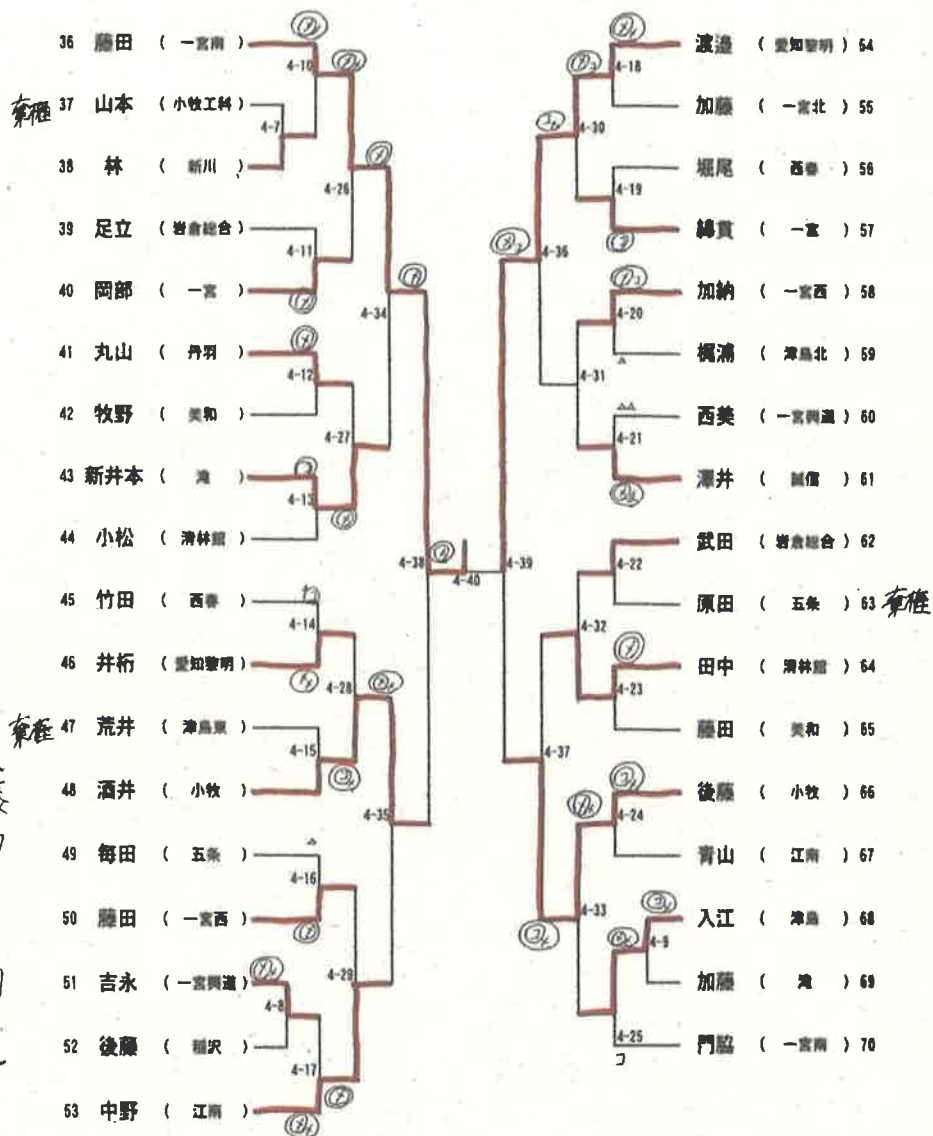 36 藤田 ( 一宮南 )
棄権 37 山本 ( 小牧工科 )
38 林 ( 新川 )
39 足立 ( 岩倉総合 )
40 岡部 ( 一宮 )
41 丸山 ( 丹羽 )
42 牧野 ( 美和 )
43 新井本 ( 滝 )
44 小松 ( 清林館 )
45 竹田 ( 西春 )
46 井桁 ( 愛知黎明 )
棄権 47 荒井 ( 津島東 )
48 酒井 ( 小牧 )
49 毎田 ( 五条 )
50 藤田 ( 一宮西 )
51 吉永 ( 一宮興道 )
52 後藤 ( 稲沢 )
53 中野 ( 江南 )
4-10
4-7
4-26
4-11
4-34
4-12
4-27
4-13
4-38
4-14
4-28
4-15
4-35
4-16
4-29
4-8
4-17
4-40
渡邉 ( 愛知黎明 ) 54
加藤 ( 一宮北 ) 55
堀尾 ( 西春 ) 56
綿貫 ( 一宮 ) 57
加納 ( 一宮西 ) 58
梶浦 ( 津島北 ) 59
西美 ( 一宮興道 ) 60
澤井 ( 誠信 ) 61
武田 ( 岩倉総合 ) 62
原田 ( 五条 ) 63 棄権
田中 ( 清林館 ) 64
藤田 ( 美和 ) 65
後藤 ( 小牧 ) 66
青山 ( 江南 ) 67
入江 ( 津島 ) 68
加藤 ( 滝 ) 69
門脇 ( 一宮南 ) 70
4-18
4-30
4-19
4-36
4-20
4-31
4-21
4-39
4-22
4-32
4-23
4-37
4-24
4-33
4-9
4-25